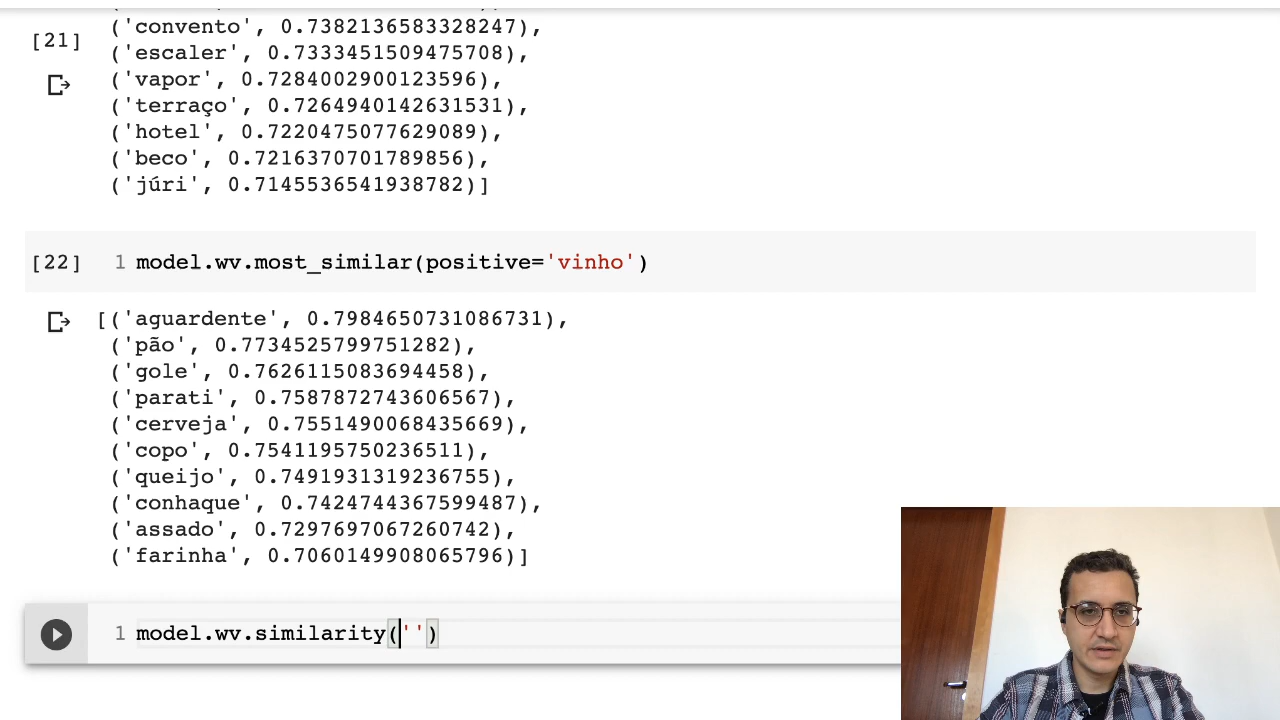 ('convento', 0.7382136583328247),
[21]
('escaler', 0.7333451509475708),
('vapor', 0.7284002900123596),
('terraço', 0.7264940142631531),
('hotel', 0.7220475077629089),
('beco', 0.7216370701789856),
('júri', 0.7145536541938782)]
[22] 1 model.wv.most_similar(positive='vinho')
[('aguardente', 0.7984650731086731),
('pão', 0.7734525799751282),
('gole', 0.7626115083694458),
('parati', 0.7587872743606567),
('cerveja', 0.7551490068435669),
('copo', 0.7541195750236511),
('queijo', 0.7491931319236755),
('conhaque', 0.7424744367599487),
('assado', 0.7297697067260742),
('farinha', 0.7060149908065796)]
1 model.wv.similarity('')